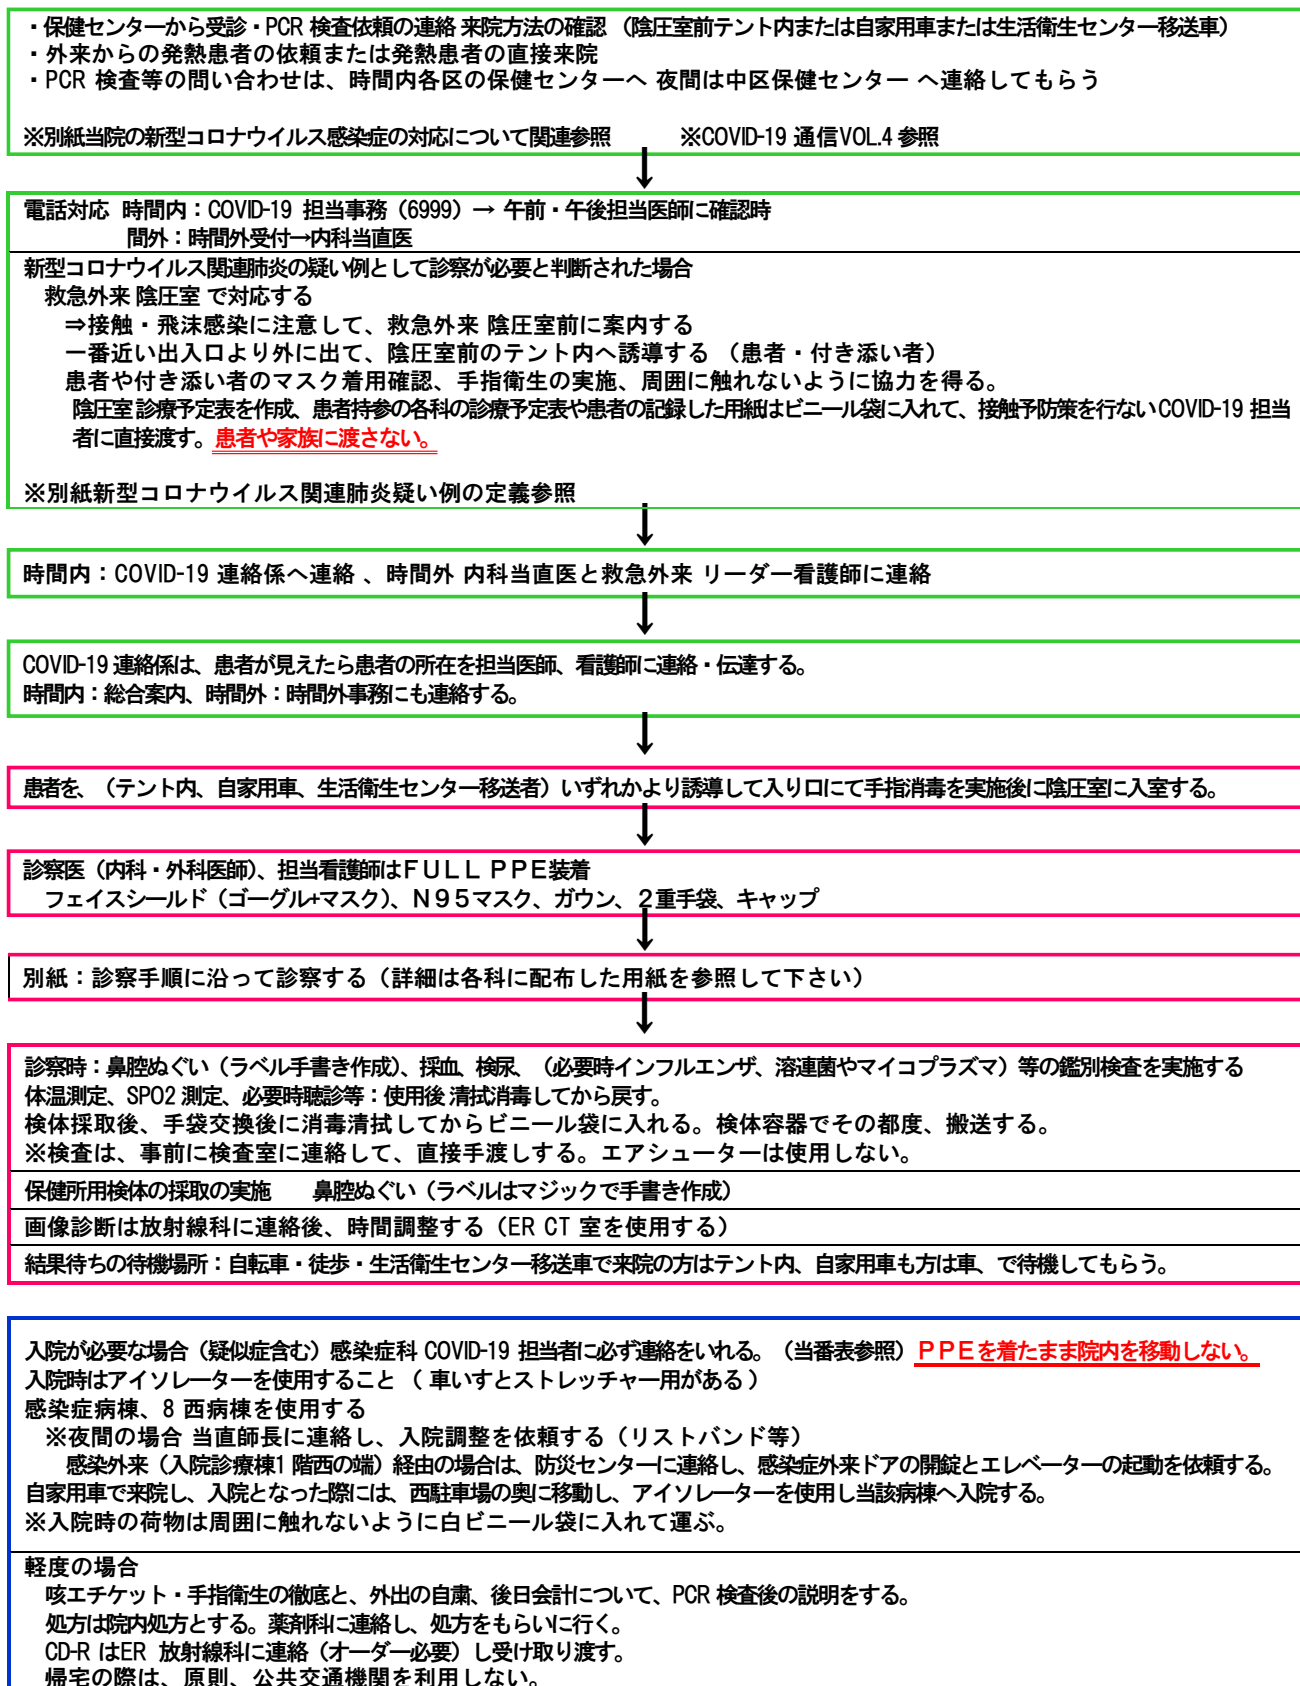 ・保健センターから受診・PCR 検査依頼の連絡 来院方法の確認 （陰圧室前テント内または自家用車または生活衛生センター移送車）
・外来からの発熱患者の依頼または発熱患者の直接来院
・PCR 検査等の問い合わせは、時間内各区の保健センターへ 夜間は中区保健センター へ連絡してもらう
※別紙当院の新型コロナウイルス感染症の対応について関連参照　　　※COVID-19 通信VOL.4 参照
↓
電話対応 時間内：COVID-19 担当事務（6999）→ 午前・午後担当医師に確認時
間外：時間外受付→内科当直医
新型コロナウイルス関連肺炎の疑い例として診察が必要と判断された場合
救急外来 陰圧室 で対応する
⇒接触・飛沫感染に注意して、救急外来 陰圧室前に案内する
一番近い出入口より外に出て、陰圧室前のテント内へ誘導する （患者・付き添い者）
患者や付き添い者のマスク着用確認、手指衛生の実施、周囲に触れないように協力を得る。
陰圧室 診療予定表を作成、患者持参の各科の診療予定表や患者の記録した用紙はビニール袋に入れて、接触予防策を行ないCOVID-19 担当
者に直接渡す。患者や家族に渡さない。
※別紙新型コロナウイルス関連肺炎疑い例の定義参照
↓
時間内：COVID-19 連絡係へ連絡 、時間外 内科当直医と救急外来 リーダー看護師に連絡
↓
COVID-19 連絡係は、患者が見えたら患者の所在を担当医師、看護師に連絡・伝達する。
時間内：総合案内、時間外：時間外事務にも連絡する。
↓
患者を、（テント内、自家用車、生活衛生センター移送者）いずれかより誘導して入り口にて手指消毒を実施後に陰圧室に入室する。
↓
診察医（内科・外科医師）、担当看護師はＦＵＬＬ ＰＰＥ装着
フェイスシールド（ゴーグル+マスク）、Ｎ９５マスク、ガウン、２重手袋、キャップ
↓
別紙：診察手順に沿って診察する（詳細は各科に配布した用紙を参照して下さい）
↓
診察時：鼻腔ぬぐい（ラベル手書き作成）、採血、検尿、（必要時インフルエンザ、溶連菌やマイコプラズマ）等の鑑別検査を実施する
体温測定、SPO2 測定、必要時聴診等：使用後 清拭消毒してから戻す。
検体採取後、手袋交換後に消毒清拭してからビニール袋に入れる。検体容器でその都度、搬送する。
※検査は、事前に検査室に連絡して、直接手渡しする。エアシューターは使用しない。
保健所用検体の採取の実施　　鼻腔ぬぐい（ラベルはマジックで手書き作成）
画像診断は放射線科に連絡後、時間調整する（ER CT 室を使用する）
結果待ちの待機場所：自転車・徒歩・生活衛生センター移送車で来院の方はテント内、自家用車も方は車、で待機してもらう。
入院が必要な場合（疑似症含む）感染症科 COVID-19 担当者に必ず連絡をいれる。（当番表参照）ＰＰＥを着たまま院内を移動しない。
入院時はアイソレーターを使用すること （ 車いすとストレッチャー用がある ）
感染症病棟、8 西病棟を使用する
※夜間の場合 当直師長に連絡し、入院調整を依頼する（リストバンド等）
感染外来（入院診療棟1 階西の端）経由の場合は、防災センターに連絡し、感染症外来ドアの開錠とエレベーターの起動を依頼する。
自家用車で来院し、入院となった際には、西駐車場の奥に移動し、アイソレーターを使用し当該病棟へ入院する。
※入院時の荷物は周囲に触れないように白ビニール袋に入れて運ぶ。
軽度の場合
咳エチケット・手指衛生の徹底と、外出の自粛、後日会計について、PCR 検査後の説明をする。
処方は院内処方とする。薬剤科に連絡し、処方をもらいに行く。
CD-R はER 放射線科に連絡（オーダー必要）し受け取り渡す。
帰宅の際は、原則、公共交通機関を利用しない。